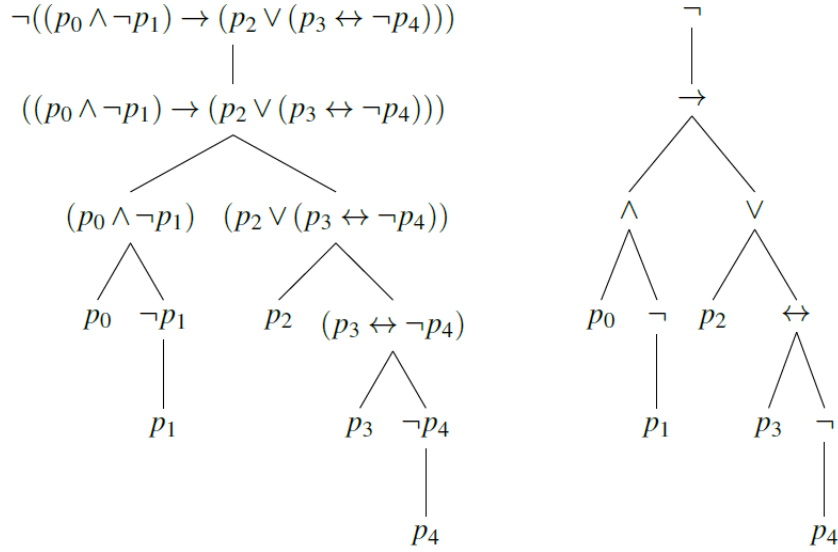 ¬((p₀ ∧ ¬p₁) → (p₂ ∨ (p₃ ↔ ¬p₄)))
((p₀ ∧ ¬p₁) → (p₂ ∨ (p₃ ↔ ¬p₄)))
(p₀ ∧ ¬p₁) (p₂ ∨ (p₃ ↔ ¬p₄))
p₀ ¬p₁ p₂ (p₃ ↔ ¬p₄)
p₁ p₃ ¬p₄
p₄
¬
→
∧ ∨
p₀ ¬ p₂ ↔
p₁ p₃ ¬
p₄